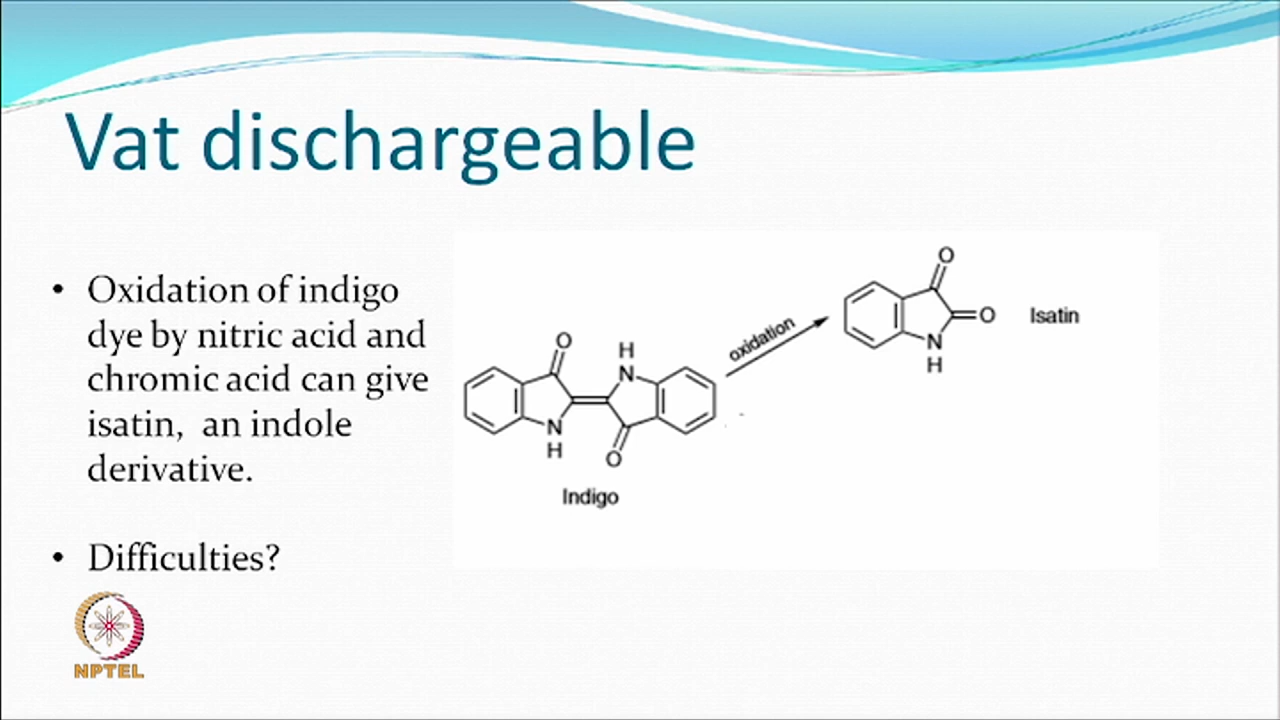 Vat dischargeable
• Oxidation of indigo
dye by nitric acid and
chromic acid can give
isatin, an indole
derivative.
• Difficulties?
O
N
H
H
N
O
Indigo
oxidation
O
O
N
H
Isatin
NPTEL